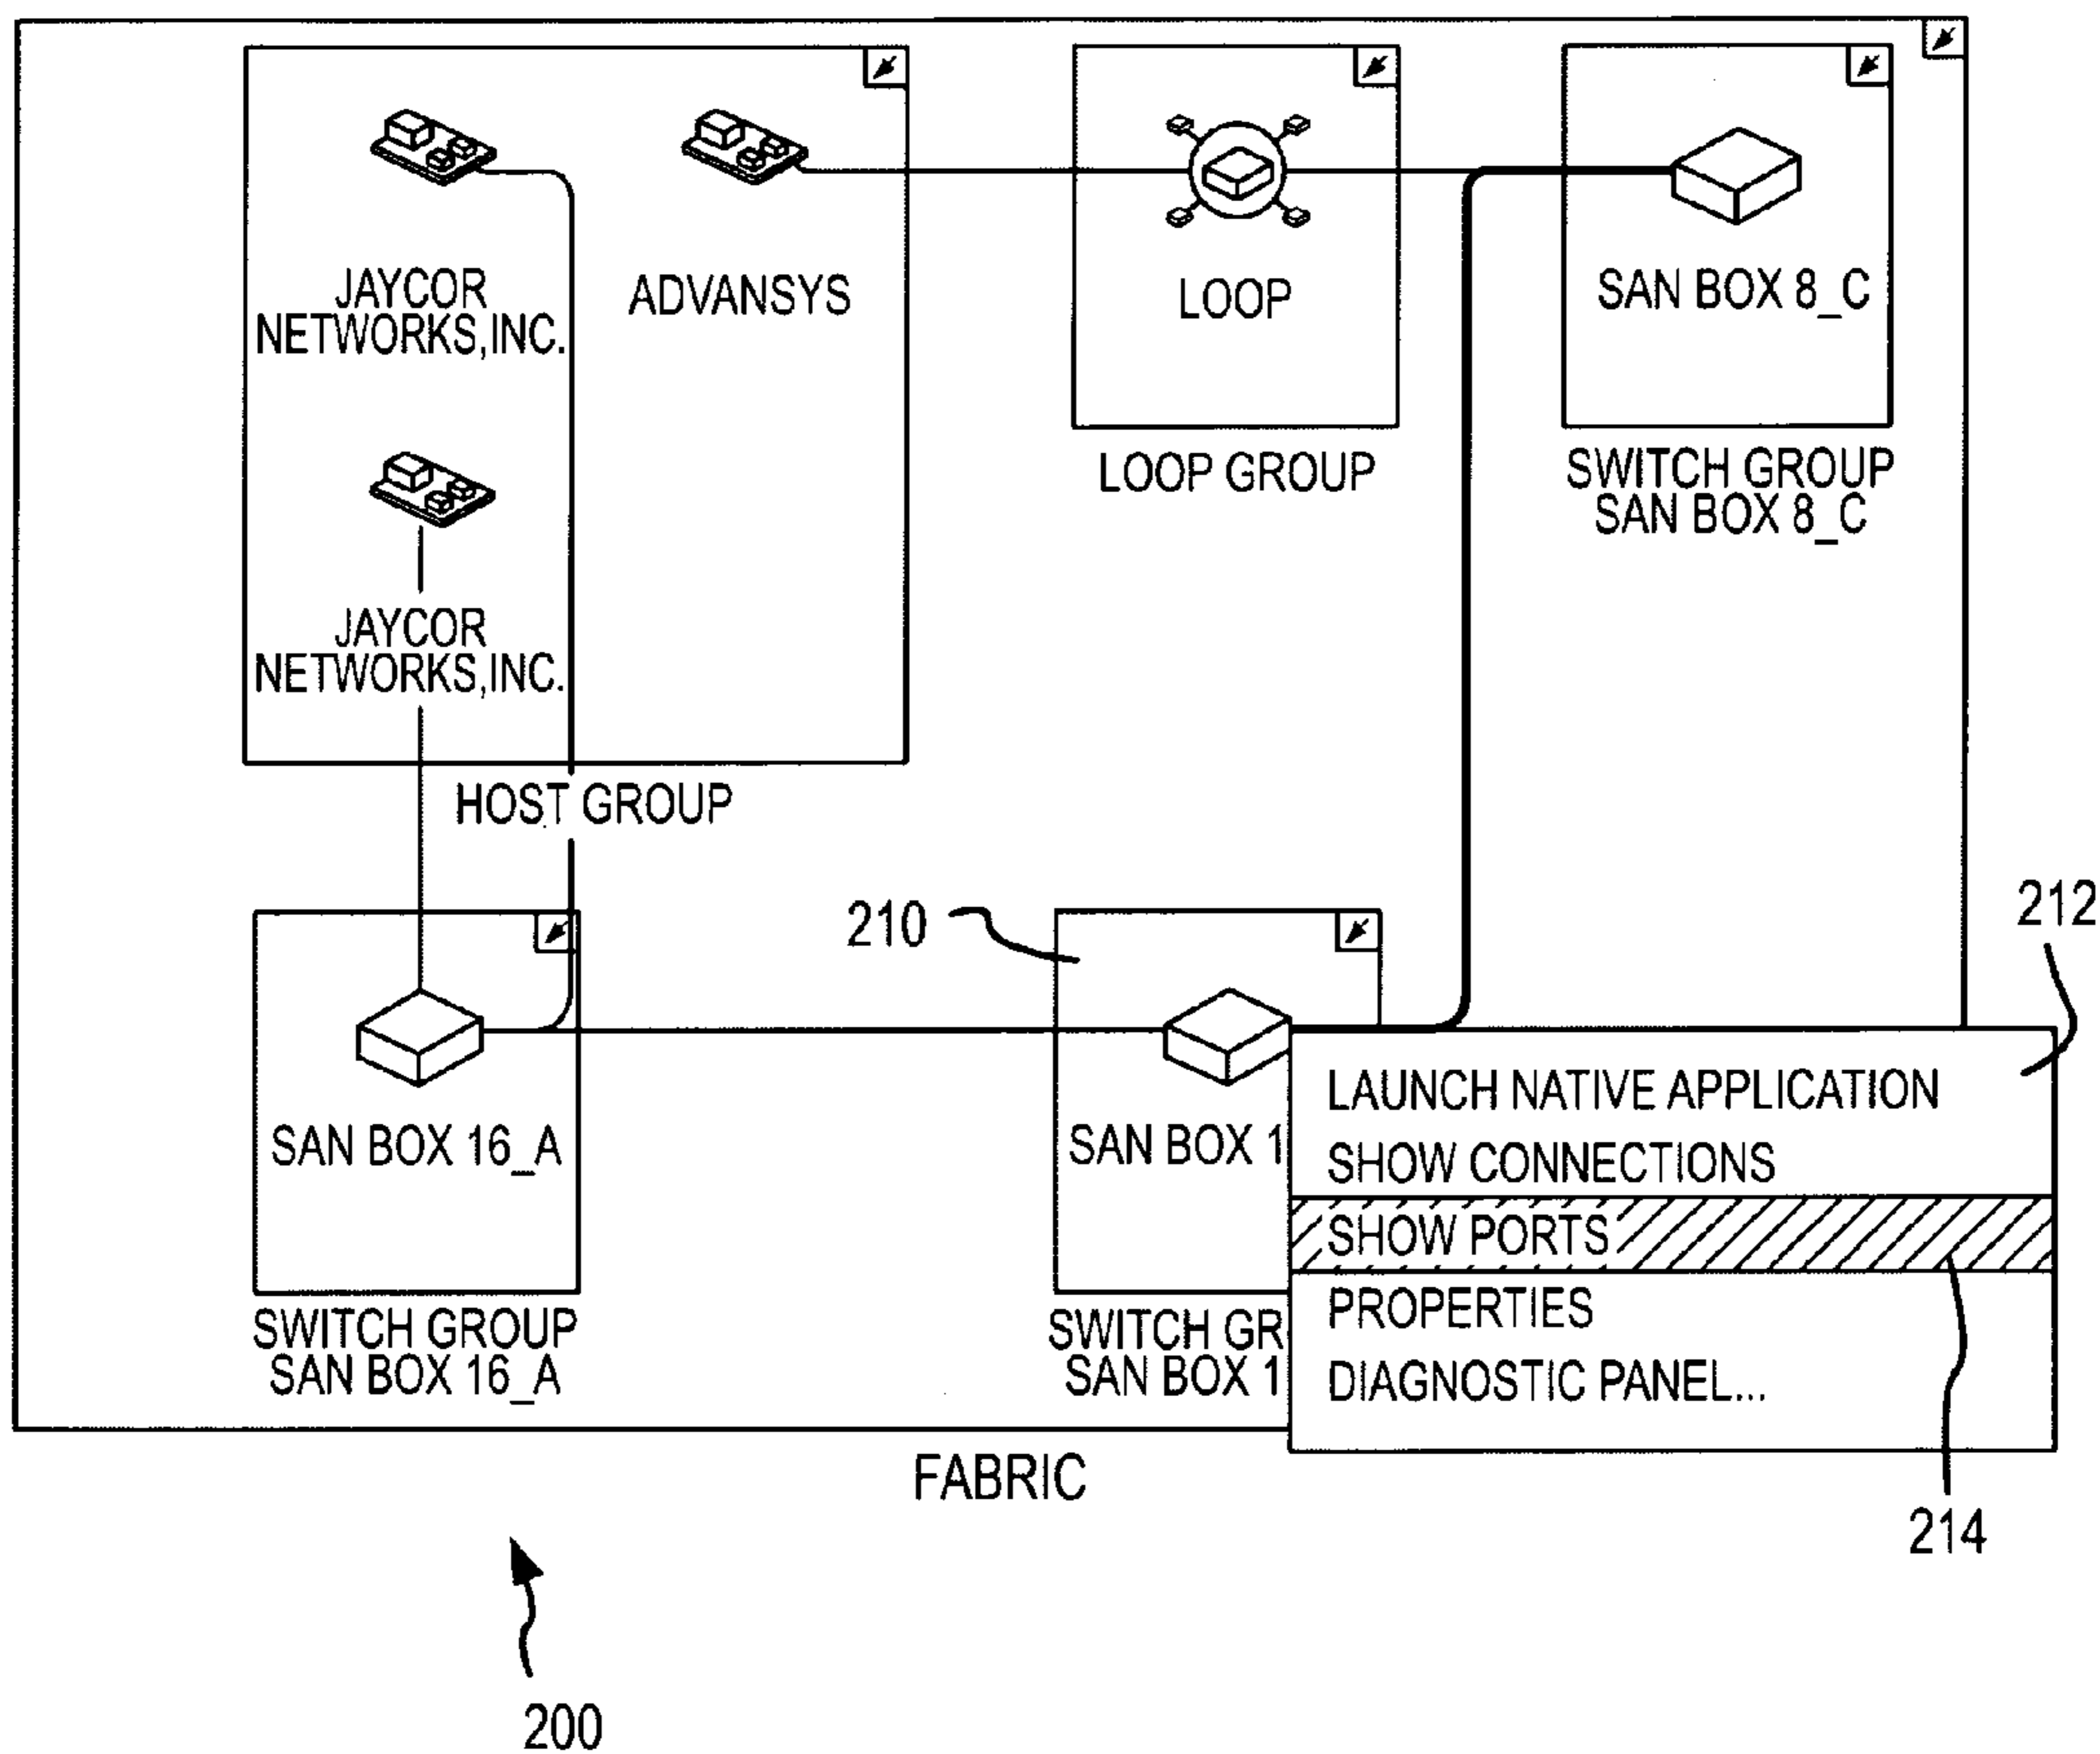 JAYCOR
NETWORKS,INC.
ADVANSYS
LOOP
SAN BOX 8_C
LOOP GROUP
SWITCH GROUP
SAN BOX 8_C
JAYCOR
NETWORKS,INC.
HOST GROUP
210
212
SAN BOX 16_A
SAN BOX 1
LAUNCH NATIVE APPLICATION
SHOW CONNECTIONS
SHOW PORTS
PROPERTIES
DIAGNOSTIC PANEL...
SWITCH GROUP
SAN BOX 16_A
SWITCH GR
SAN BOX 1
FABRIC
214
200